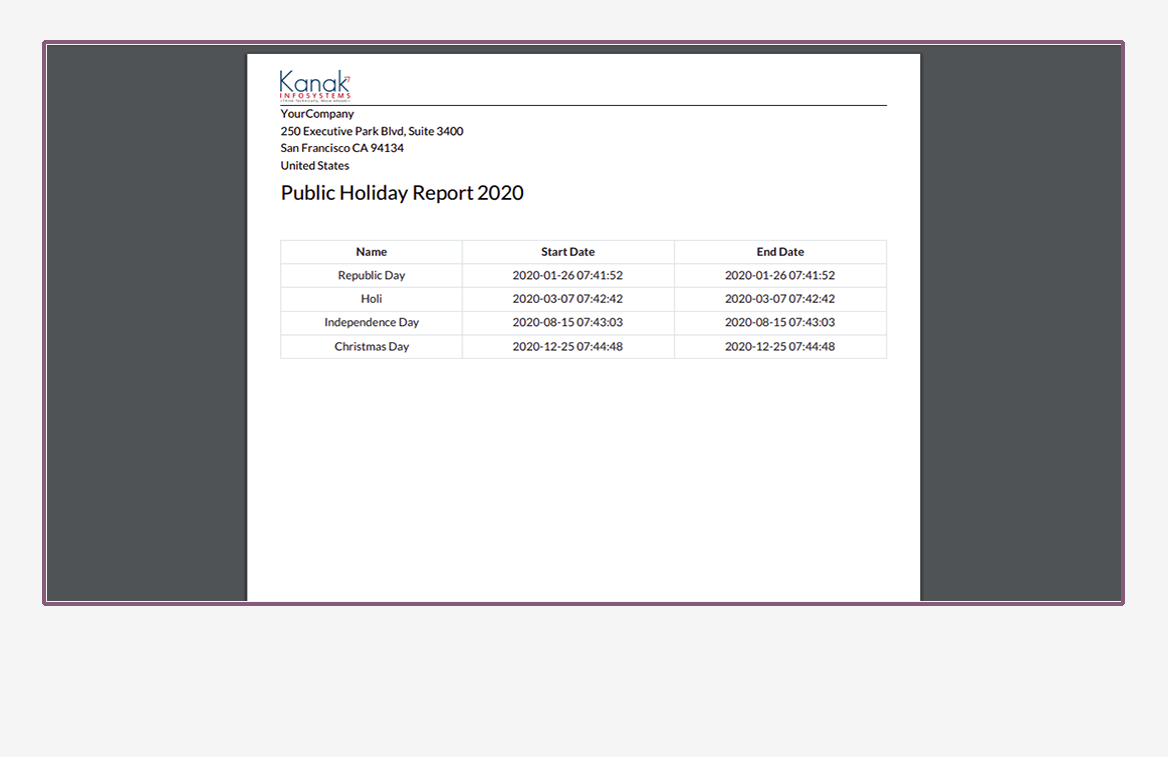 Kanak
INFOSYSTEMS
YourCompany
250 Executive Park Blvd, Suite 3400
San Francisco CA 94134
United States
Public Holiday Report 2020
Name Start Date End Date
Republic Day 2020-01-26 07:41:52 2020-01-26 07:41:52
Holi 2020-03-07 07:42:42 2020-03-07 07:42:42
Independence Day 2020-08-15 07:43:03 2020-08-15 07:43:03
Christmas Day 2020-12-25 07:44:48 2020-12-25 07:44:48